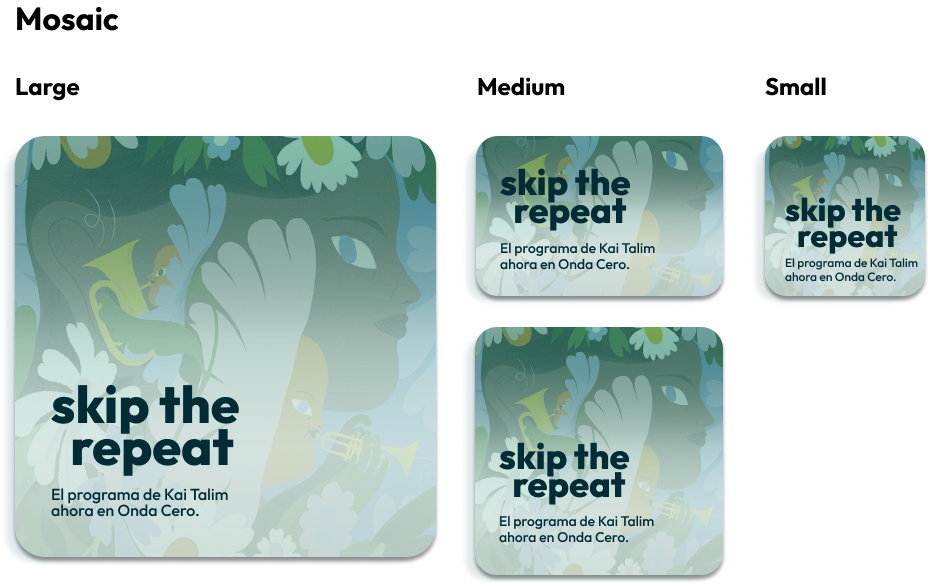 Mosaic
Large
Medium
Small
skip the
repeat
El programa de Kai Talim
ahora en Onda Cero.
skip the
repeat
El programa de Kai Talim
ahora en Onda Cero.
skip the
repeat
El programa de Kai Talim
ahora en Onda Cero.
skip the
repeat
El programa de Kai Talim
ahora en Onda Cero.